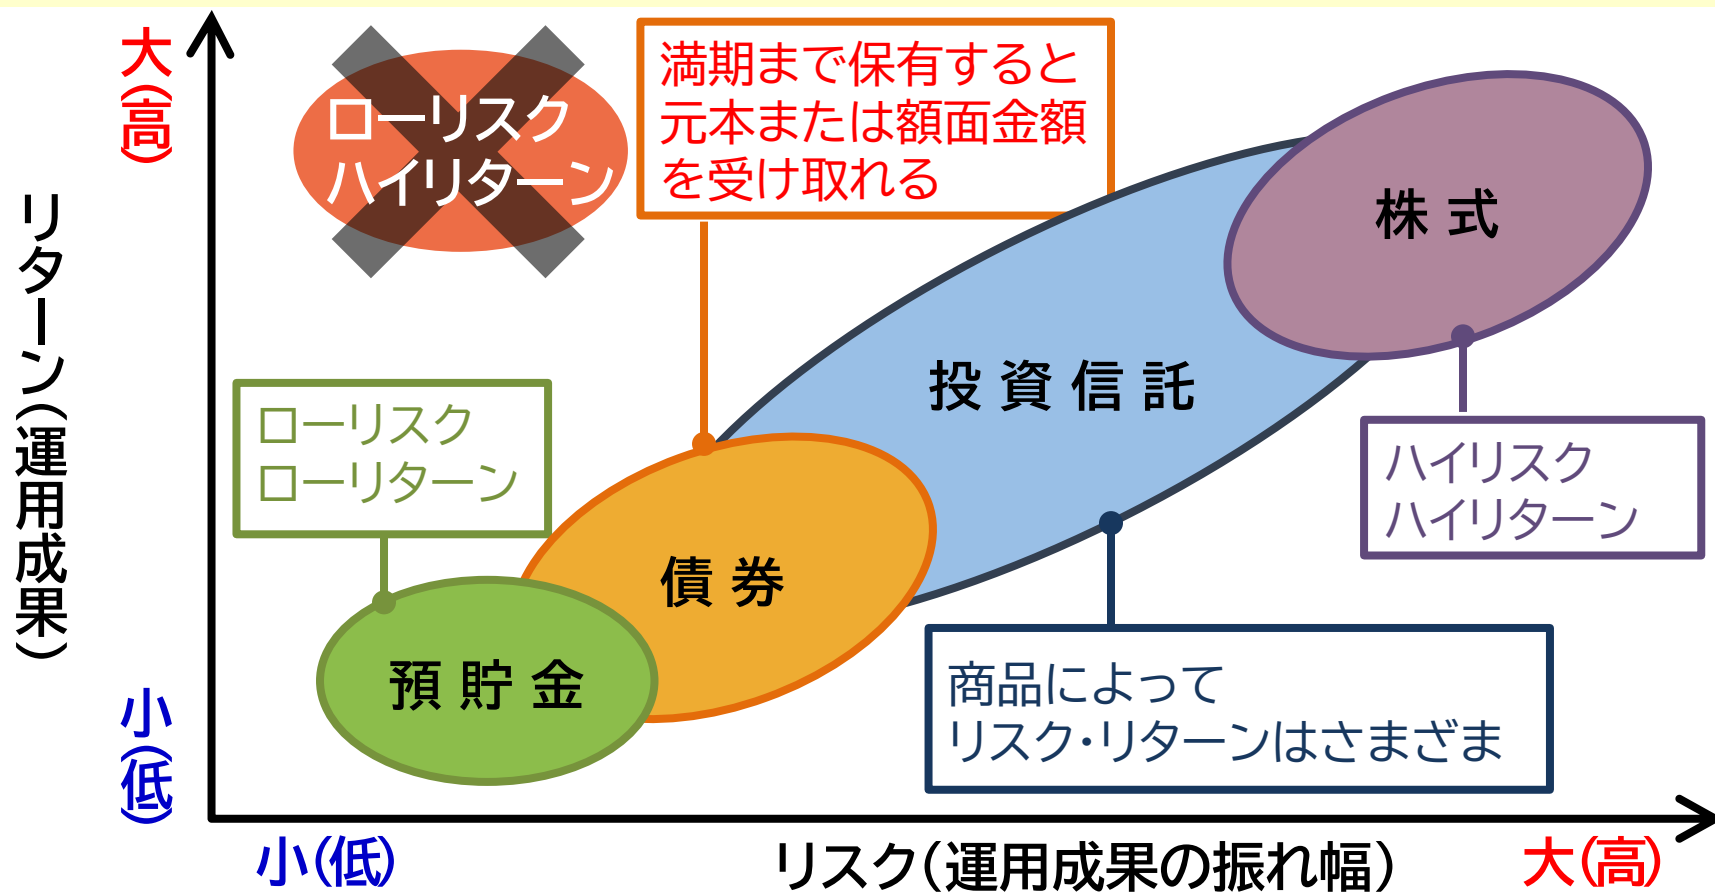 大(高)
ローリスク
ハイリターン
満期まで保有すると
元本または額面金額
を受け取れる
株式
リターン(運用成果)
投資信託
ローリスク
ローリターン
ハイリスク
ハイリターン
債券
預貯金
商品によって
リスク・リターンはさまざま
小(低)
小(低)
リスク(運用成果の振れ幅)
大(高)